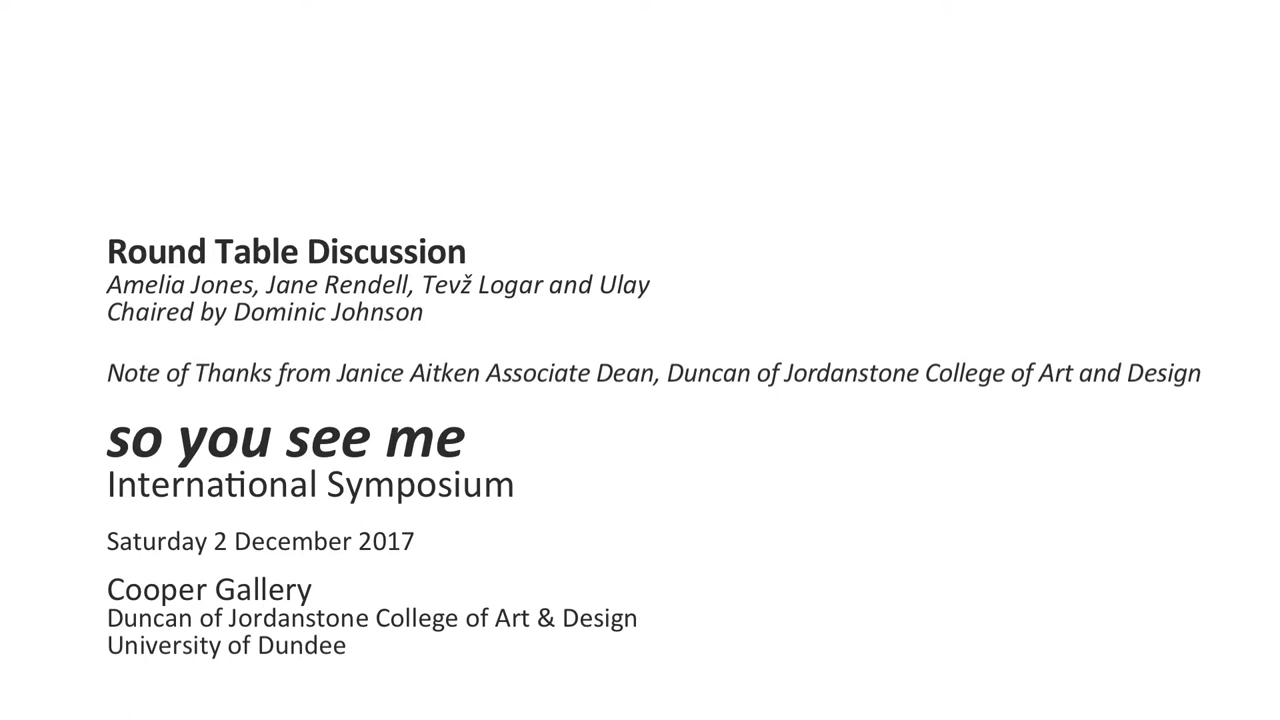 Round Table Discussion
Amelia Jones, Jane Rendell, Tevž Logar and Ulay
Chaired by Dominic Johnson
Note of Thanks from Janice Aitken Associate Dean, Duncan of Jordanstone College of Art and Design
so you see me
International Symposium
Saturday 2 December 2017
Cooper Gallery
Duncan of Jordanstone College of Art & Design
University of Dundee